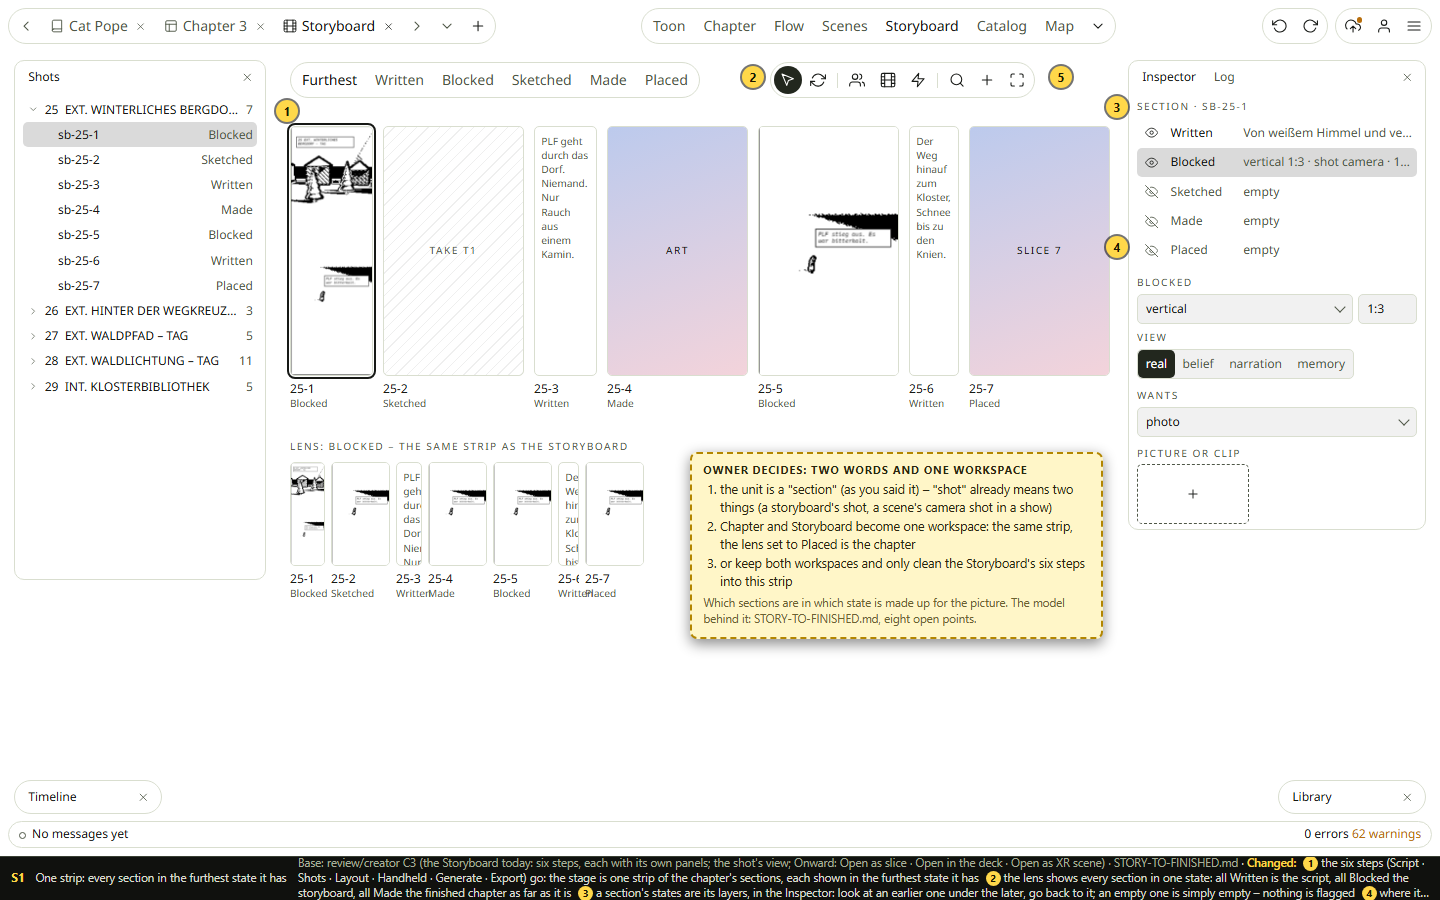 Cat Pope
Chapter 3
Storyboard
Toon
Chapter
Flow
Scenes
Storyboard
Catalog
Map
Shots
25 EXT. WINTERLICHES BERGDO... 7
sb-25-1 Blocked
sb-25-2 Sketched
sb-25-3 Written
sb-25-4 Made
sb-25-5 Blocked
sb-25-6 Written
sb-25-7 Placed
26 EXT. HINTER DER WEGKREUZ... 3
27 EXT. WALDPFAD – TAG 5
28 EXT. WALDLICHTUNG – TAG 11
29 INT. KLOSTERBIBLIOTHEK 5
Furthest
Written
Blocked
Sketched
Made
Placed
2
5
1
TAKE T1
PLF geht
durch das
Dorf.
Niemand.
Nur
Rauch
aus
einem
Kamin.
ART
PLF stieg aus. Es
war bitterkalt.
Der
Weg
hinauf
zum
Kloster,
Schnee
bis zu
den
Knien.
SLICE 7
25-1
Blocked
25-2
Sketched
25-3
Written
25-4
Made
25-5
Blocked
25-6
Written
25-7
Placed
LENS: BLOCKED – THE SAME STRIP AS THE STORYBOARD
25-1
Blocked
25-2
Sketched
25-3
Written
25-4
Made
25-5
Blocked
25-6
Written
25-7
Placed
OWNER DECIDES: TWO WORDS AND ONE WORKSPACE
1. the unit is a "section" (as you said it) – "shot" already means two
things (a storyboard's shot, a scene's camera shot in a show)
2. Chapter and Storyboard become one workspace: the same strip,
the lens set to Placed is the chapter
3. or keep both workspaces and only clean the Storyboard's six steps
into this strip
Which sections are in which state is made up for the picture. The model
behind it: STORY-TO-FINISHED.md, eight open points.
Inspector
Log
3
SECTION · SB-25-1
Written Von weißem Himmel und ve...
Blocked vertical 1:3 · shot camera · 1...
Sketched empty
Made empty
4
Placed empty
BLOCKED
vertical
1:3
VIEW
real
belief
narration
memory
WANTS
photo
PICTURE OR CLIP
Timeline
Library
No messages yet
0 errors 62 warnings
S1 One strip: every section in the furthest state it has
Base: review/creator C3 (the Storyboard today: six steps, each with its own panels; the shot's view; Onward: Open as slice · Open in the deck · Open as XR scene) · STORY-TO-FINISHED.md · Changed: 1 the six steps (Script ·
Shots · Layout · Handheld · Generate · Export) go: the stage is one strip of the chapter's sections, each shown in the furthest state it has 2 the lens shows every section in one state: all Written is the script, all Blocked the
storyboard, all Made the finished chapter as far as it is 3 a section's states are its layers, in the Inspector: look at an earlier one under the later, go back to it; an empty one is simply empty – nothing is flagged 4 where it...